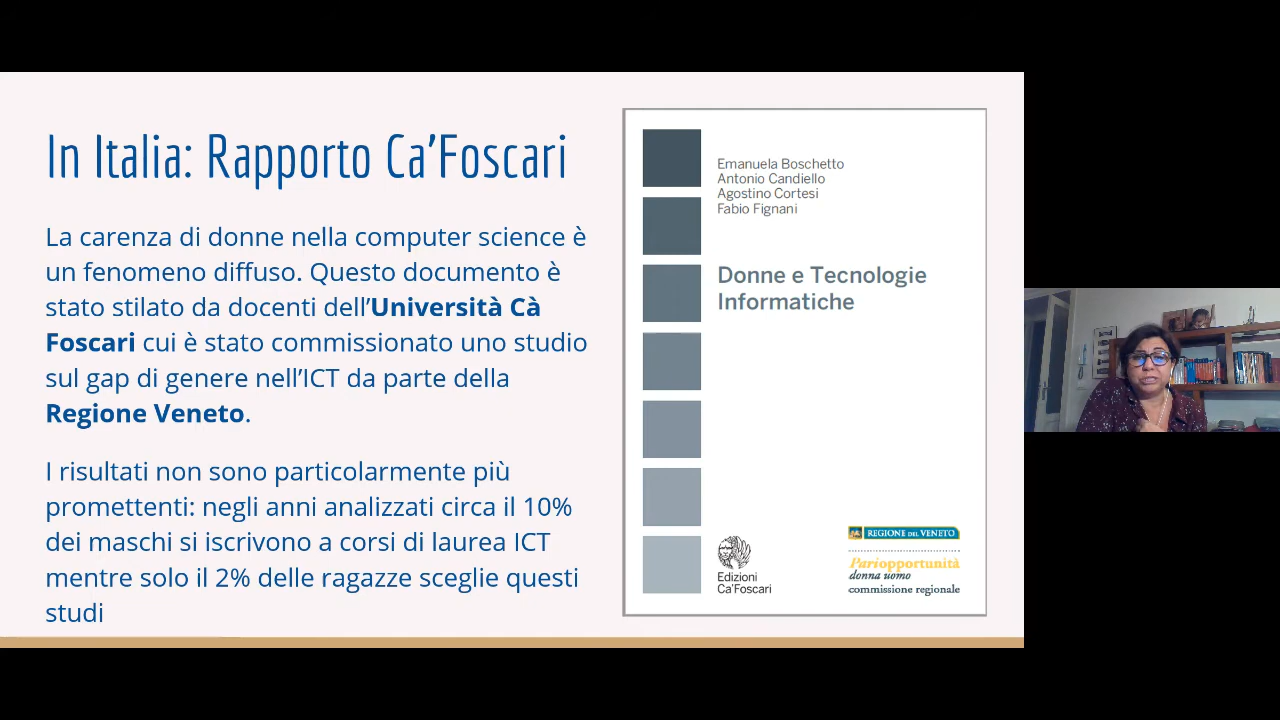 In Italia: Rapporto Ca'Foscari
La carenza di donne nella computer science è
un fenomeno diffuso. Questo documento è
stato stilato da docenti dell'Università Cà
Foscari cui è stato commissionato uno studio
sul gap di genere nell'ICT da parte della
Regione Veneto.
I risultati non sono particolarmente più
promettenti: negli anni analizzati circa il 10%
dei maschi si iscrivono a corsi di laurea ICT
mentre solo il 2% delle ragazze sceglie questi
studi
Emanuela Boschetto
Antonio Candiello
Agostino Cortesi
Fabio Fignani
Donne e Tecnologie
Informatiche
Edizioni
Ca'Foscari
REGIONE DEL VENETO
Pariopportunità
donna uomo
commissione regionale